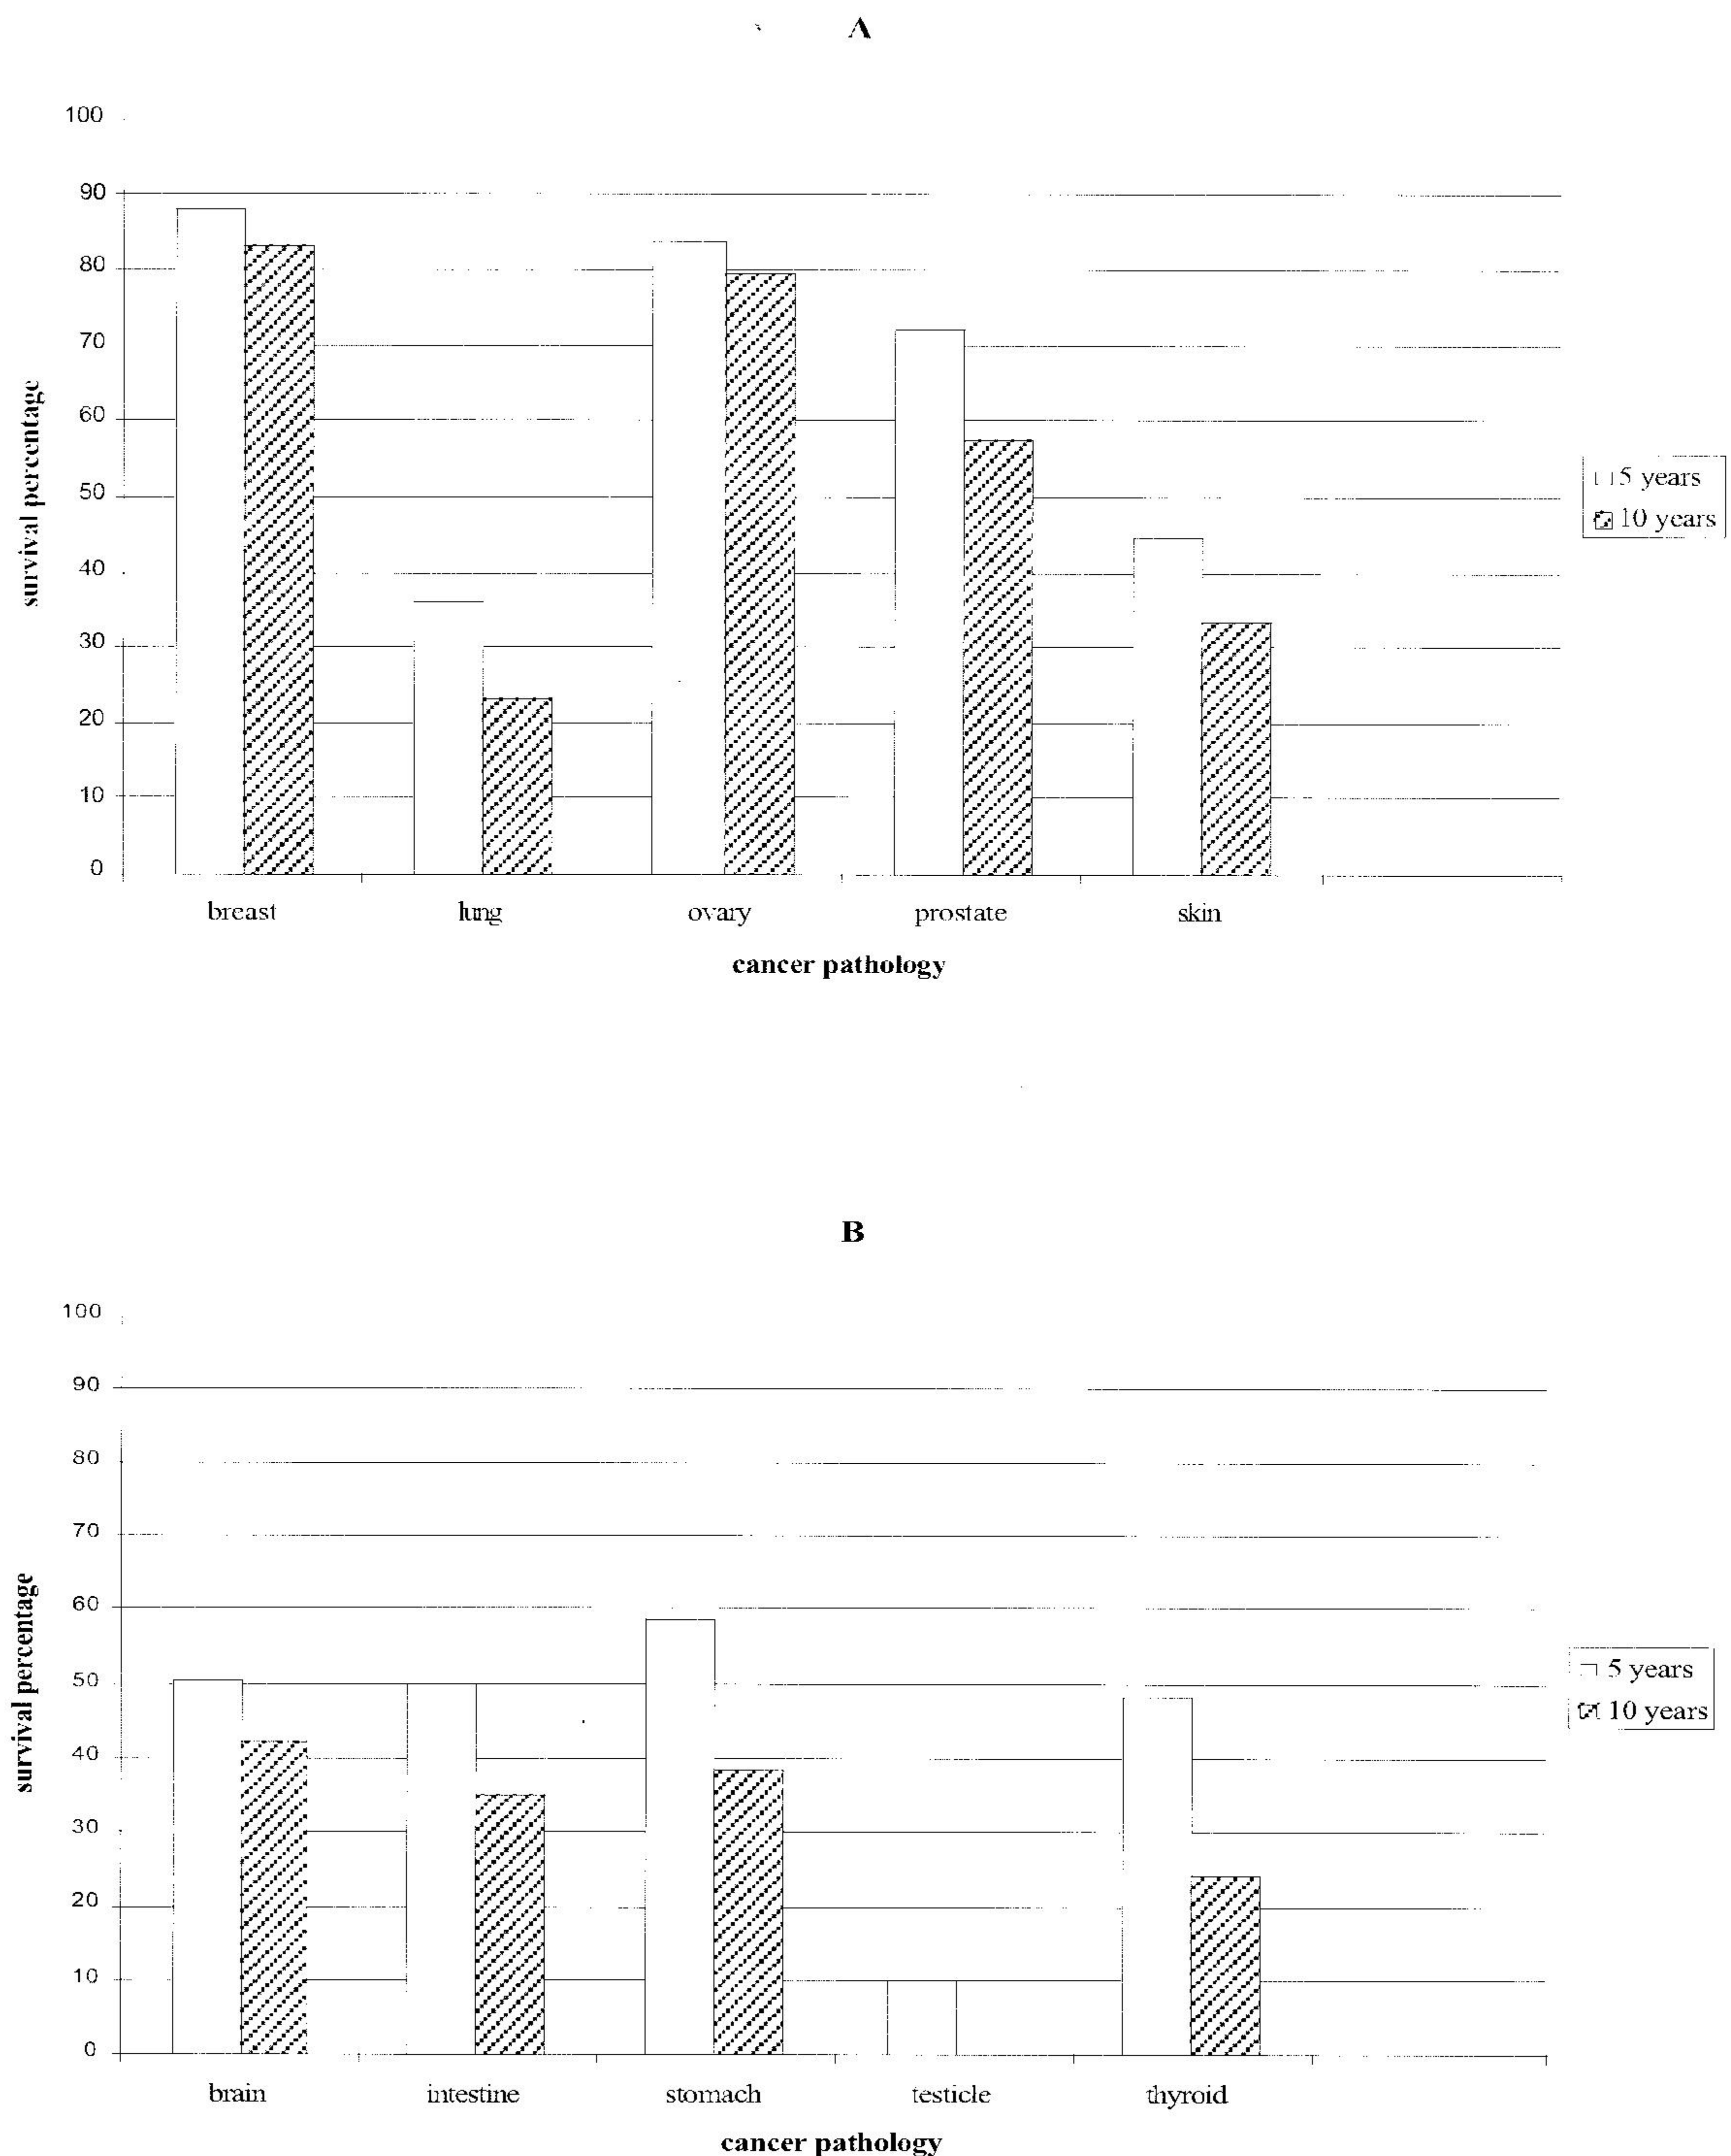 A
100
90
80
70
60
50
40
30
20
10
0
survival percentage
breast lung ovary prostate skin
cancer pathology
5 years
10 years
B
100
90
80
70
60
50
40
30
20
10
0
survival percentage
brain intestine stomach testicle thyroid
cancer pathology
5 years
10 years